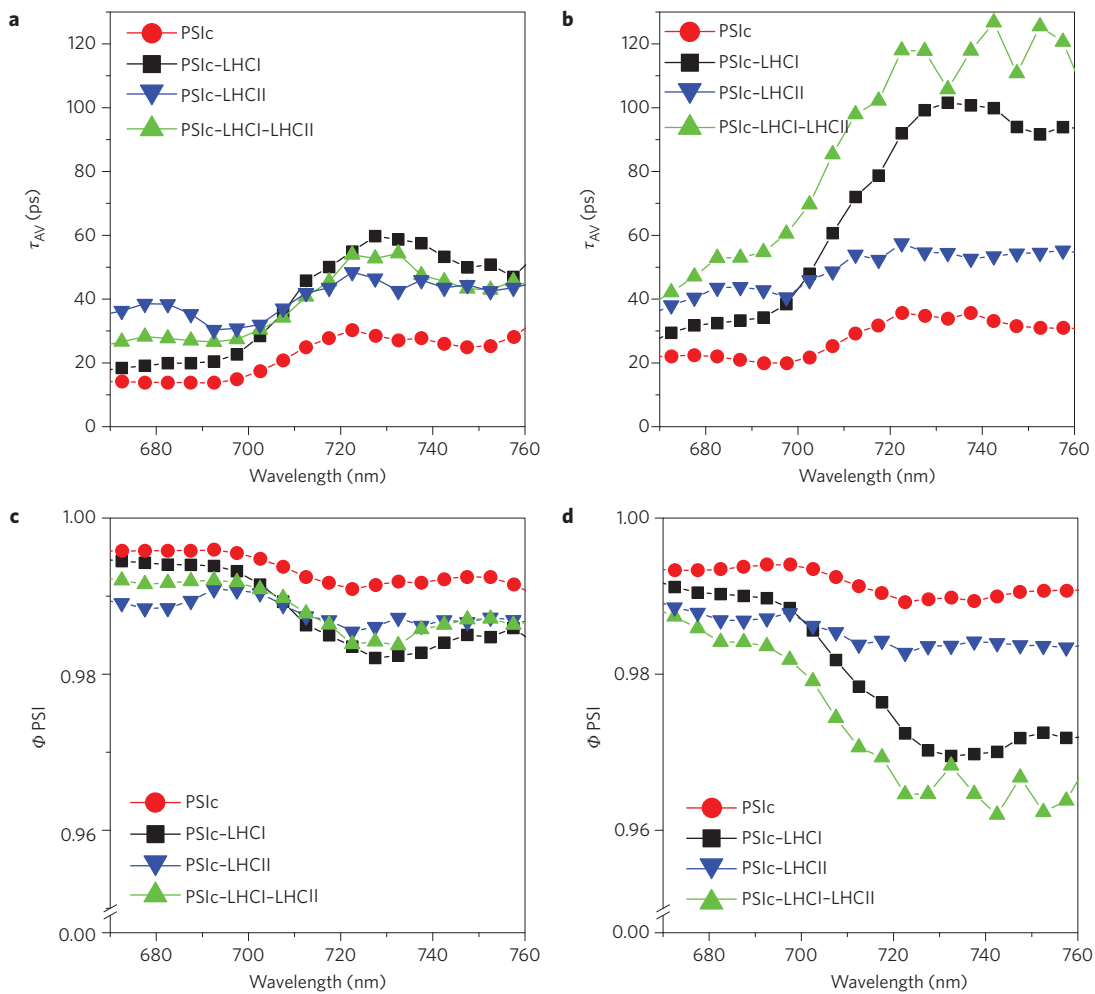 a
120
100
80
60
40
20
0
τAV (ps)
PSIc
PSIc–LHCI
PSIc–LHCII
PSIc–LHCI–LHCII
680 700 720 740 760
Wavelength (nm)
b
120
100
80
60
40
20
0
τAV (ps)
PSIc
PSIc–LHCI
PSIc–LHCII
PSIc–LHCI–LHCII
680 700 720 740 760
Wavelength (nm)
c
1.00
0.98
0.96
0.00
Φ PSI
PSIc
PSIc–LHCI
PSIc–LHCII
PSIc–LHCI–LHCII
680 700 720 740 760
Wavelength (nm)
d
1.00
0.98
0.96
0.00
Φ PSI
PSIc
PSIc–LHCI
PSIc–LHCII
PSIc–LHCI–LHCII
680 700 720 740 760
Wavelength (nm)